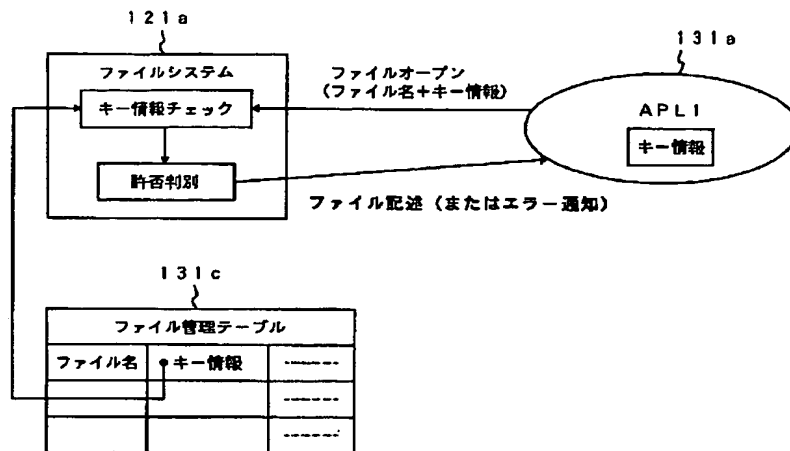 121a
131a
ファイルシステム
ファイルオープン
(ファイル名+キー情報)
キー情報チェック
APL1
キー情報
許否判別
ファイル記述(またはエラー通知)
131c
ファイル管理テーブル
ファイル名 キー情報 ------
------
------